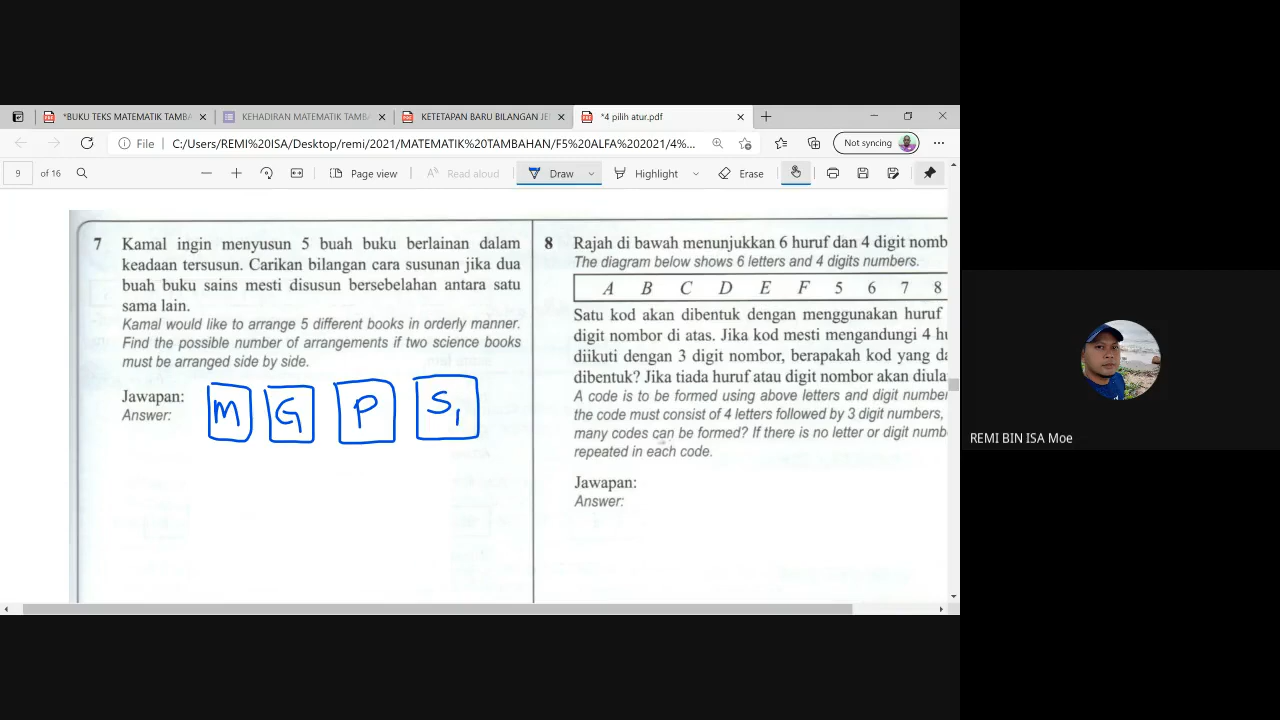 *BUKU TEKS MATEMATIK TAMBA
KEHADIRAN MATEMATIK TAMBA
KETETAPAN BARU BILANGAN JE
*4 pilih atur.pdf
File
C:/Users/REMI%20ISA/Desktop/remi/2021/MATEMATIK%20TAMBAHAN/F5%20ALFA%202021/4%...
Not syncing
9 of 16
Page view
Read aloud
Draw
Highlight
Erase
7 Kamal ingin menyusun 5 buah buku berlainan dalam
keadaan tersusun. Carikan bilangan cara susunan jika dua
buah buku sains mesti disusun bersebelahan antara satu
sama lain.
Kamal would like to arrange 5 different books in orderly manner.
Find the possible number of arrangements if two science books
must be arranged side by side.
Jawapan:
Answer:
M G P S1
8 Rajah di bawah menunjukkan 6 huruf dan 4 digit nomb
The diagram below shows 6 letters and 4 digits numbers.
A B C D E F 5 6 7 8
Satu kod akan dibentuk dengan menggunakan huruf
digit nombor di atas. Jika kod mesti mengandungi 4 hu
diikuti dengan 3 digit nombor, berapakah kod yang da
dibentuk? Jika tiada huruf atau digit nombor akan diula
A code is to be formed using above letters and digit number
the code must consist of 4 letters followed by 3 digit numbers,
many codes can be formed? If there is no letter or digit numb
repeated in each code.
Jawapan:
Answer:
REMI BIN ISA Moe